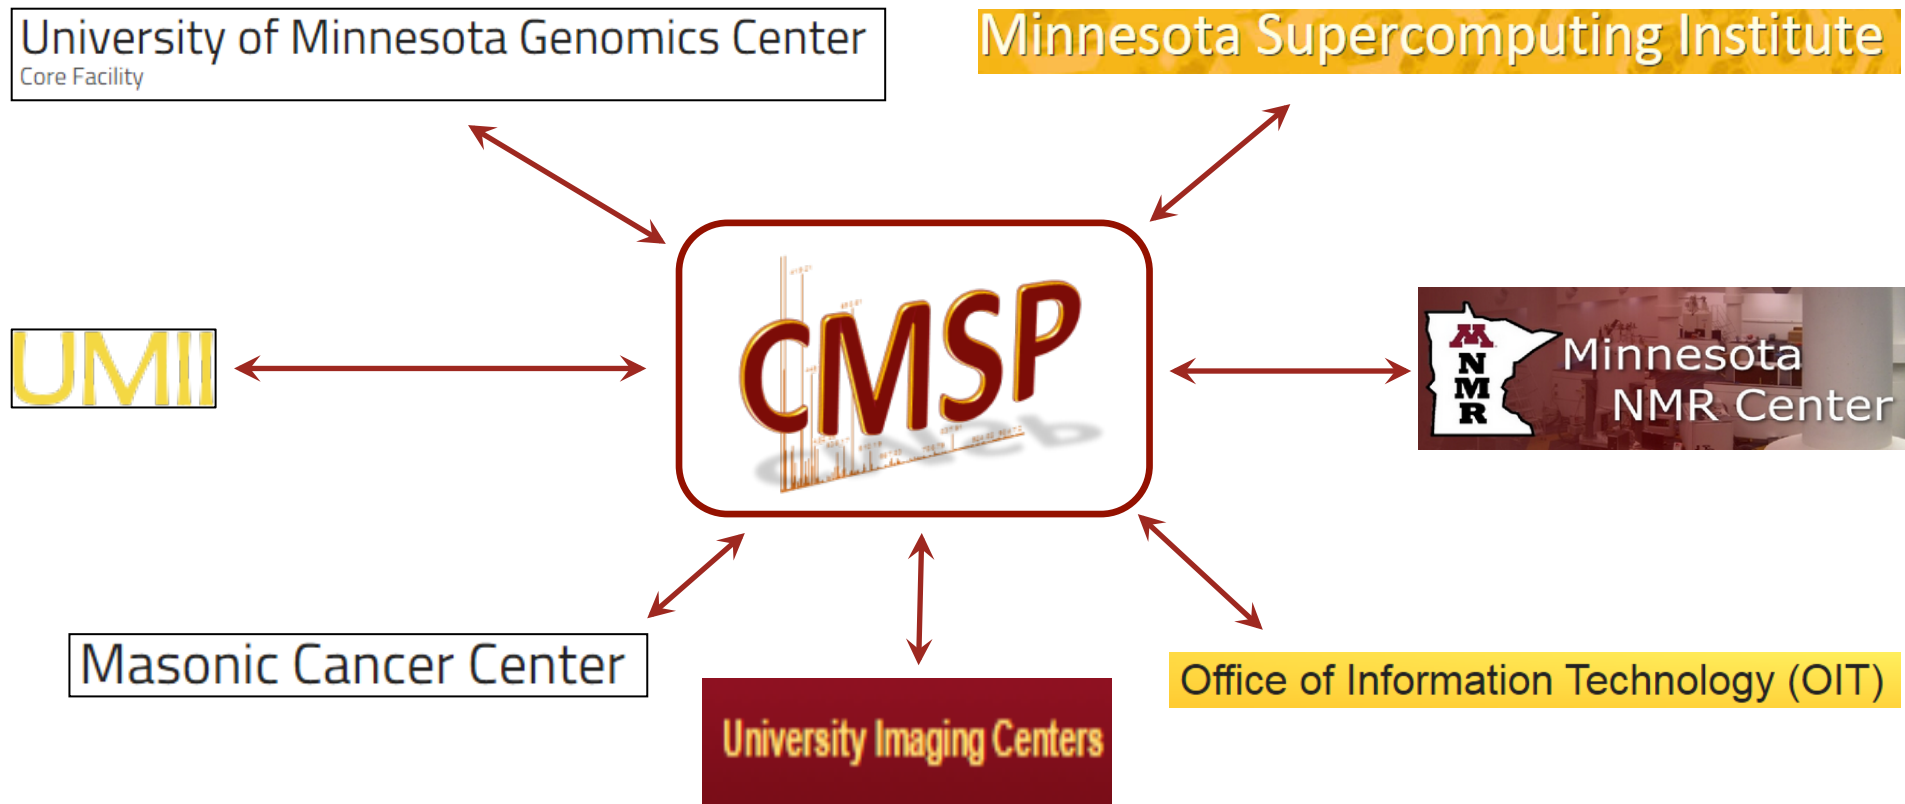 University of Minnesota Genomics Center
Core Facility
Minnesota Supercomputing Institute
CMSP
UMII
M
N
M
R
Minnesota
NMR Center
Masonic Cancer Center
University Imaging Centers
Office of Information Technology (OIT)